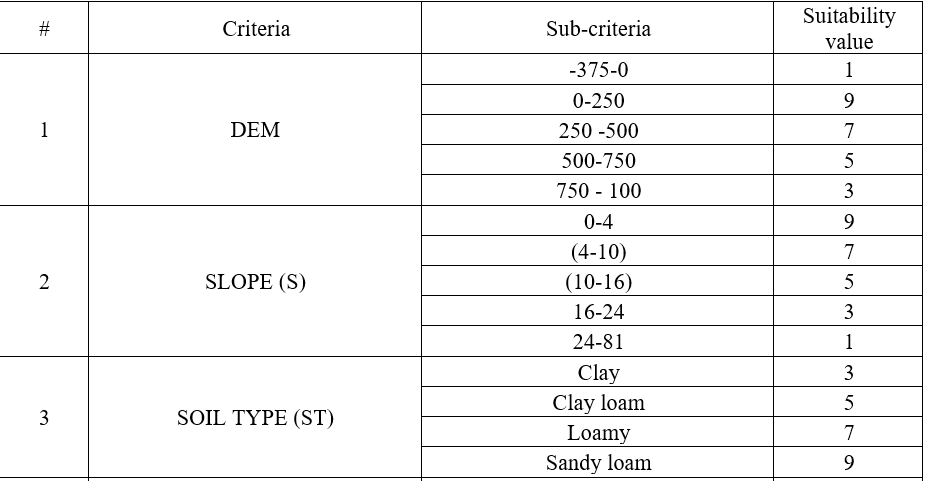 # Criteria Sub-criteria Suitability value
1 DEM
-375-0 1
0-250 9
250 -500 7
500-750 5
750 - 100 3
2 SLOPE (S)
0-4 9
(4-10) 7
(10-16) 5
16-24 3
24-81 1
3 SOIL TYPE (ST)
Clay 3
Clay loam 5
Loamy 7
Sandy loam 9